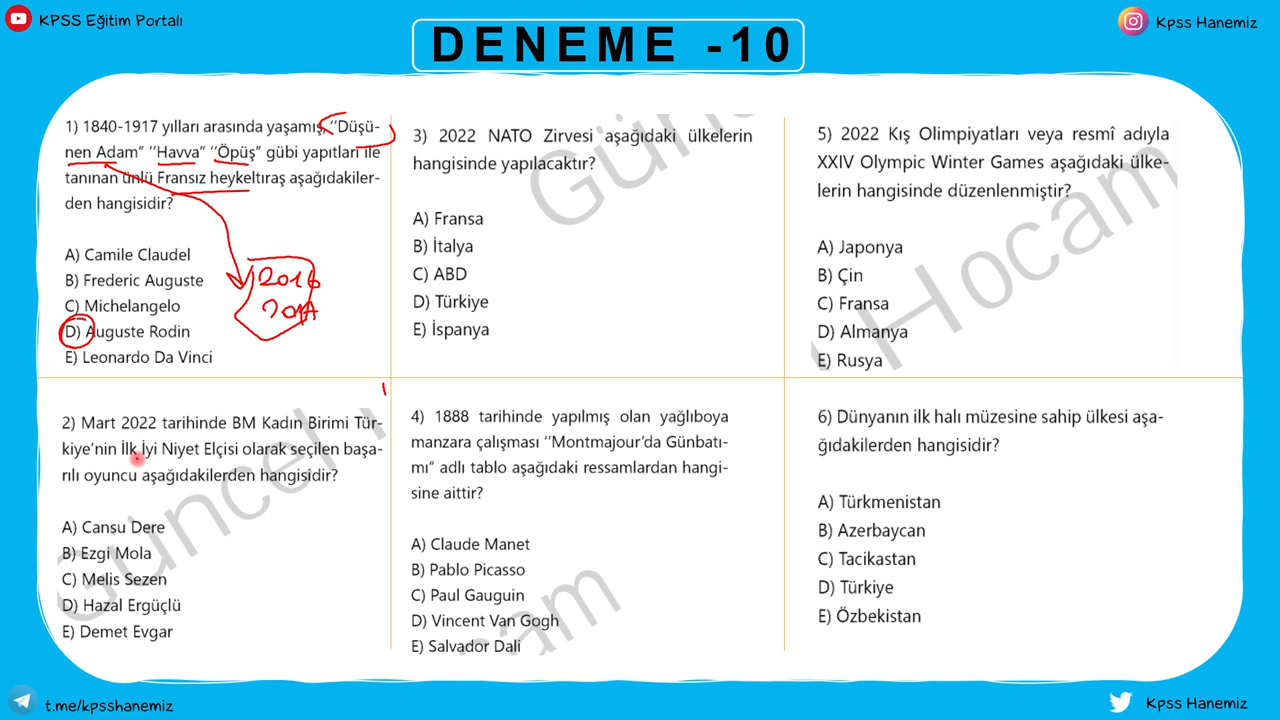 KPSS Eğitim Portalı
DENEME -10
Kpss Hanemiz
1) 1840-1917 yılları arasında yaşamış, ‘‘Düşü-
nen Adam” ‘‘Havva” ‘‘Öpüş” gübi yapıtları ile
tanınan ünlü Fransız heykeltıraş aşağıdakiler-
den hangisidir?
A) Camile Claudel
B) Frederic Auguste
C) Michelangelo
D) Auguste Rodin
E) Leonardo Da Vinci
2016
2) Mart 2022 tarihinde BM Kadın Birimi Tür-
kiye’nin İlk İyi Niyet Elçisi olarak seçilen başa-
rılı oyuncu aşağıdakilerden hangisidir?
A) Cansu Dere
B) Ezgi Mola
C) Melis Sezen
D) Hazal Ergüçlü
E) Demet Evgar
3) 2022 NATO Zirvesi aşağıdaki ülkelerin
hangisinde yapılacaktır?
A) Fransa
B) İtalya
C) ABD
D) Türkiye
E) İspanya
4) 1888 tarihinde yapılmış olan yağlıboya
manzara çalışması ‘‘Montmajour’da Günbatı-
mı” adlı tablo aşağıdaki ressamlardan hangi-
sine aittir?
A) Claude Manet
B) Pablo Picasso
C) Paul Gauguin
D) Vincent Van Gogh
E) Salvador Dali
5) 2022 Kış Olimpiyatları veya resmî adıyla
XXIV Olympic Winter Games aşağıdaki ülke-
lerin hangisinde düzenlenmiştir?
A) Japonya
B) Çin
C) Fransa
D) Almanya
E) Rusya
6) Dünyanın ilk halı müzesine sahip ülkesi aşa-
ğıdakilerden hangisidir?
A) Türkmenistan
B) Azerbaycan
C) Tacikastan
D) Türkiye
E) Özbekistan
Güncel
Hocam
t.me/kpsshanemiz
Kpss Hanemiz